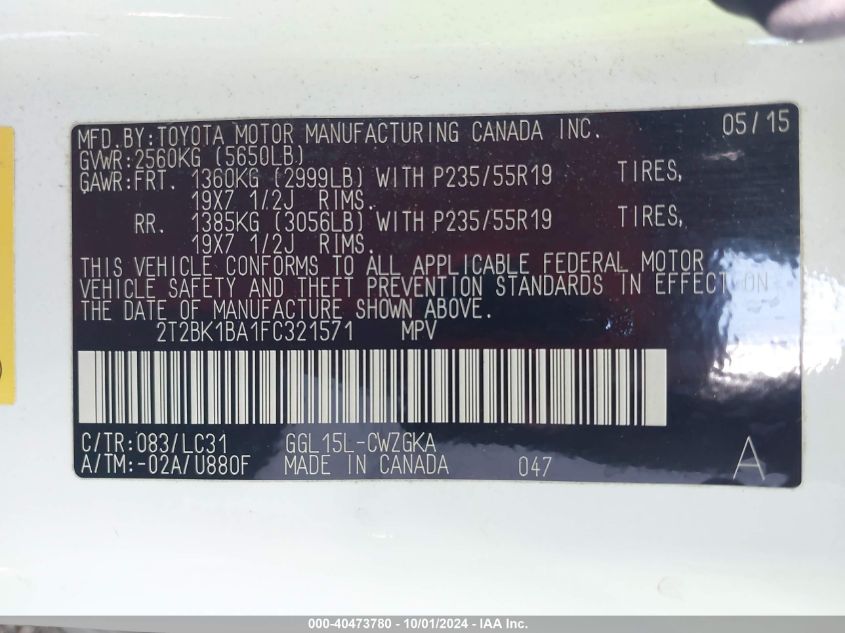 MFD.BY:TOYOTA MOTOR MANUFACTURING CANADA INC. 05/15
GVWR:2560KG (5650LB)
GAWR:FRT. 1360KG (2999LB) WITH P235/55R19 TIRES,
19X7 1/2J RIMS.
RR. 1385KG (3056LB) WITH P235/55R19 TIRES,
19X7 1/2J RIMS.
THIS VEHICLE CONFORMS TO ALL APPLICABLE FEDERAL MOTOR
VEHICLE SAFETY AND THEFT PREVENTION STANDARDS IN EFFECT ON
THE DATE OF MANUFACTURE SHOWN ABOVE.
2T2BK1BA1FC321571 MPV
C/TR:083/LC31 GGL15L-CWZGKA
A/TM:-02A/U880F MADE IN CANADA 047 A
000-40473780 - 10/01/2024 - IAA Inc.